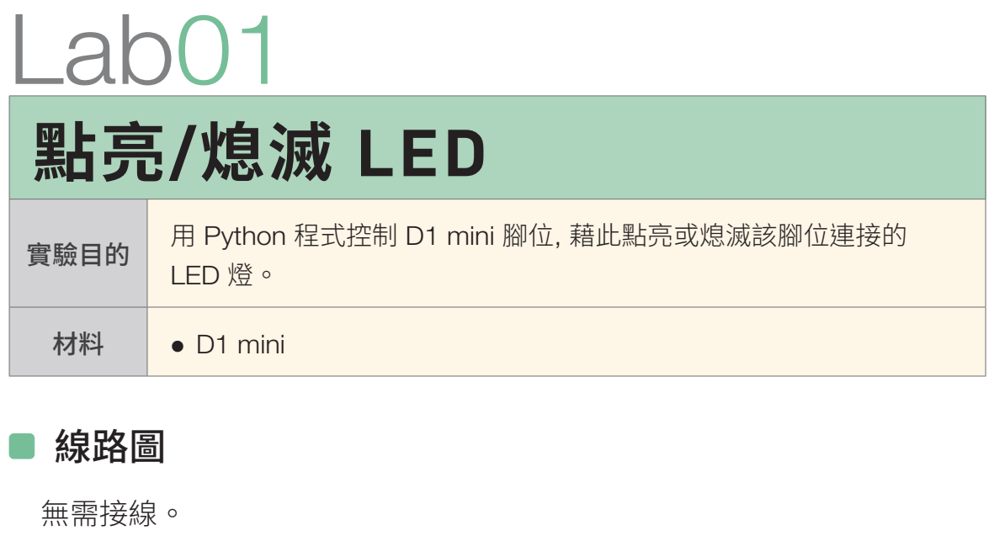 Lab01
點亮/熄滅 LED
實驗目的
用 Python 程式控制 D1 mini 腳位, 藉此點亮或熄滅該腳位連接的
LED 燈。
材料
● D1 mini
線路圖
無需接線。